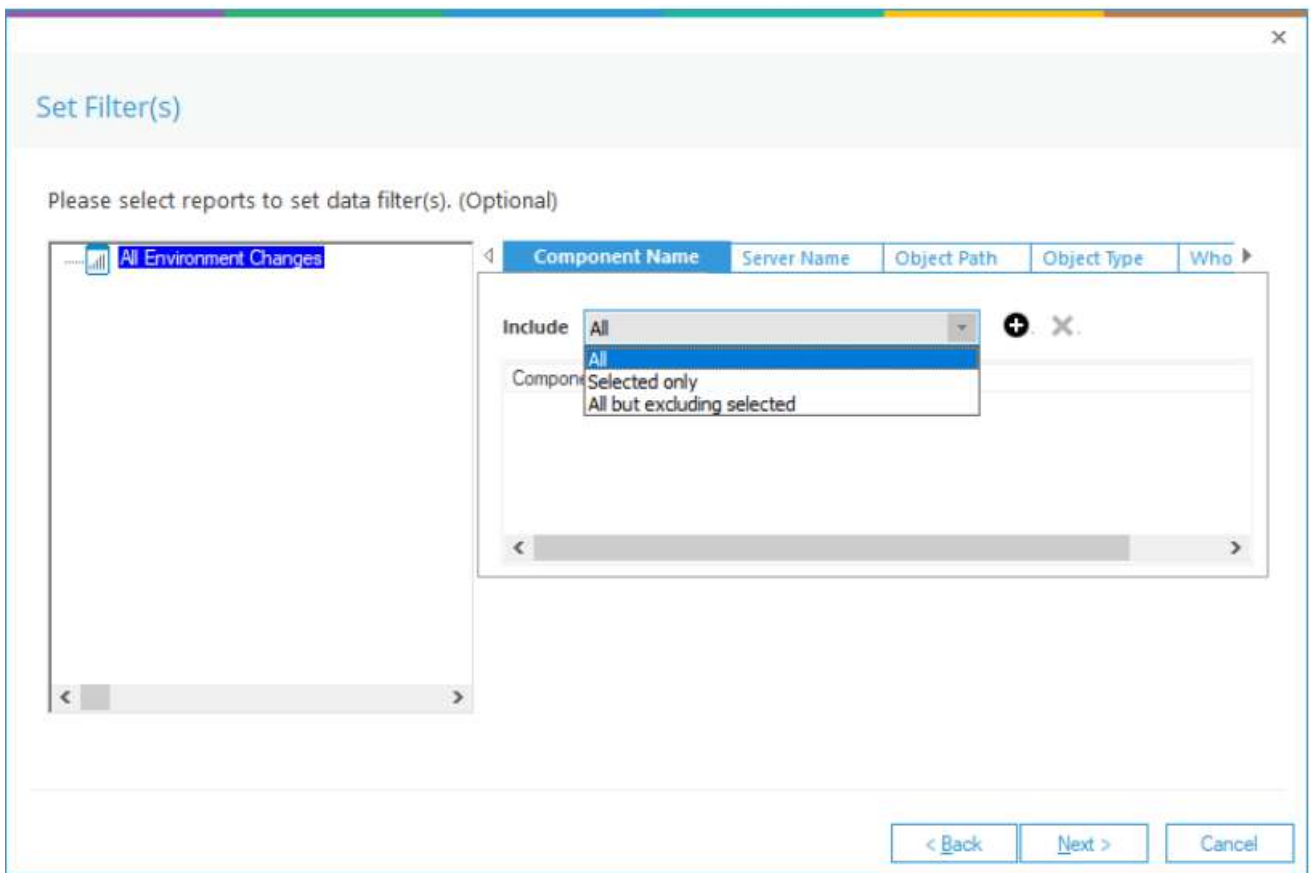 Set Filter(s)
Please select reports to set data filter(s). (Optional)
All Environment Changes
Component Name Server Name Object Path Object Type Who
Include All
All
Compone Selected only
All but excluding selected
< Back Next > Cancel